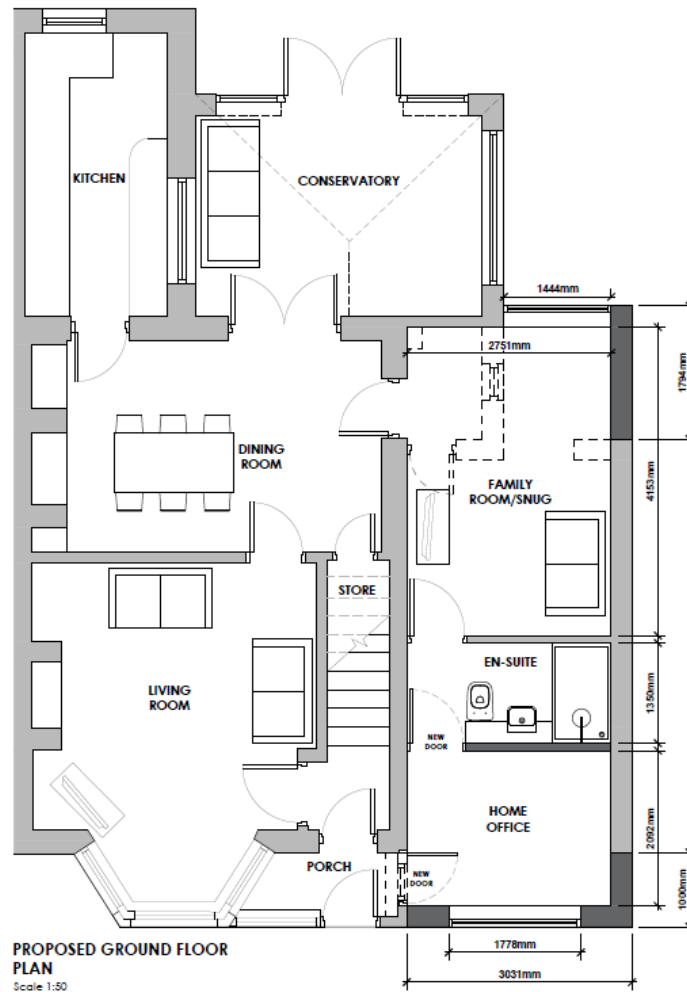 KITCHEN
CONSERVATORY
1444mm
2751mm
1794mm
DINING
ROOM
FAMILY
ROOM/SNUG
4153mm
STORE
EN-SUITE
LIVING
ROOM
1350mm
NEW
DOOR
HOME
OFFICE
2092mm
PORCH
NEW
DOOR
1000mm
PROPOSED GROUND FLOOR
PLAN
Scale 1:50
1778mm
3031mm